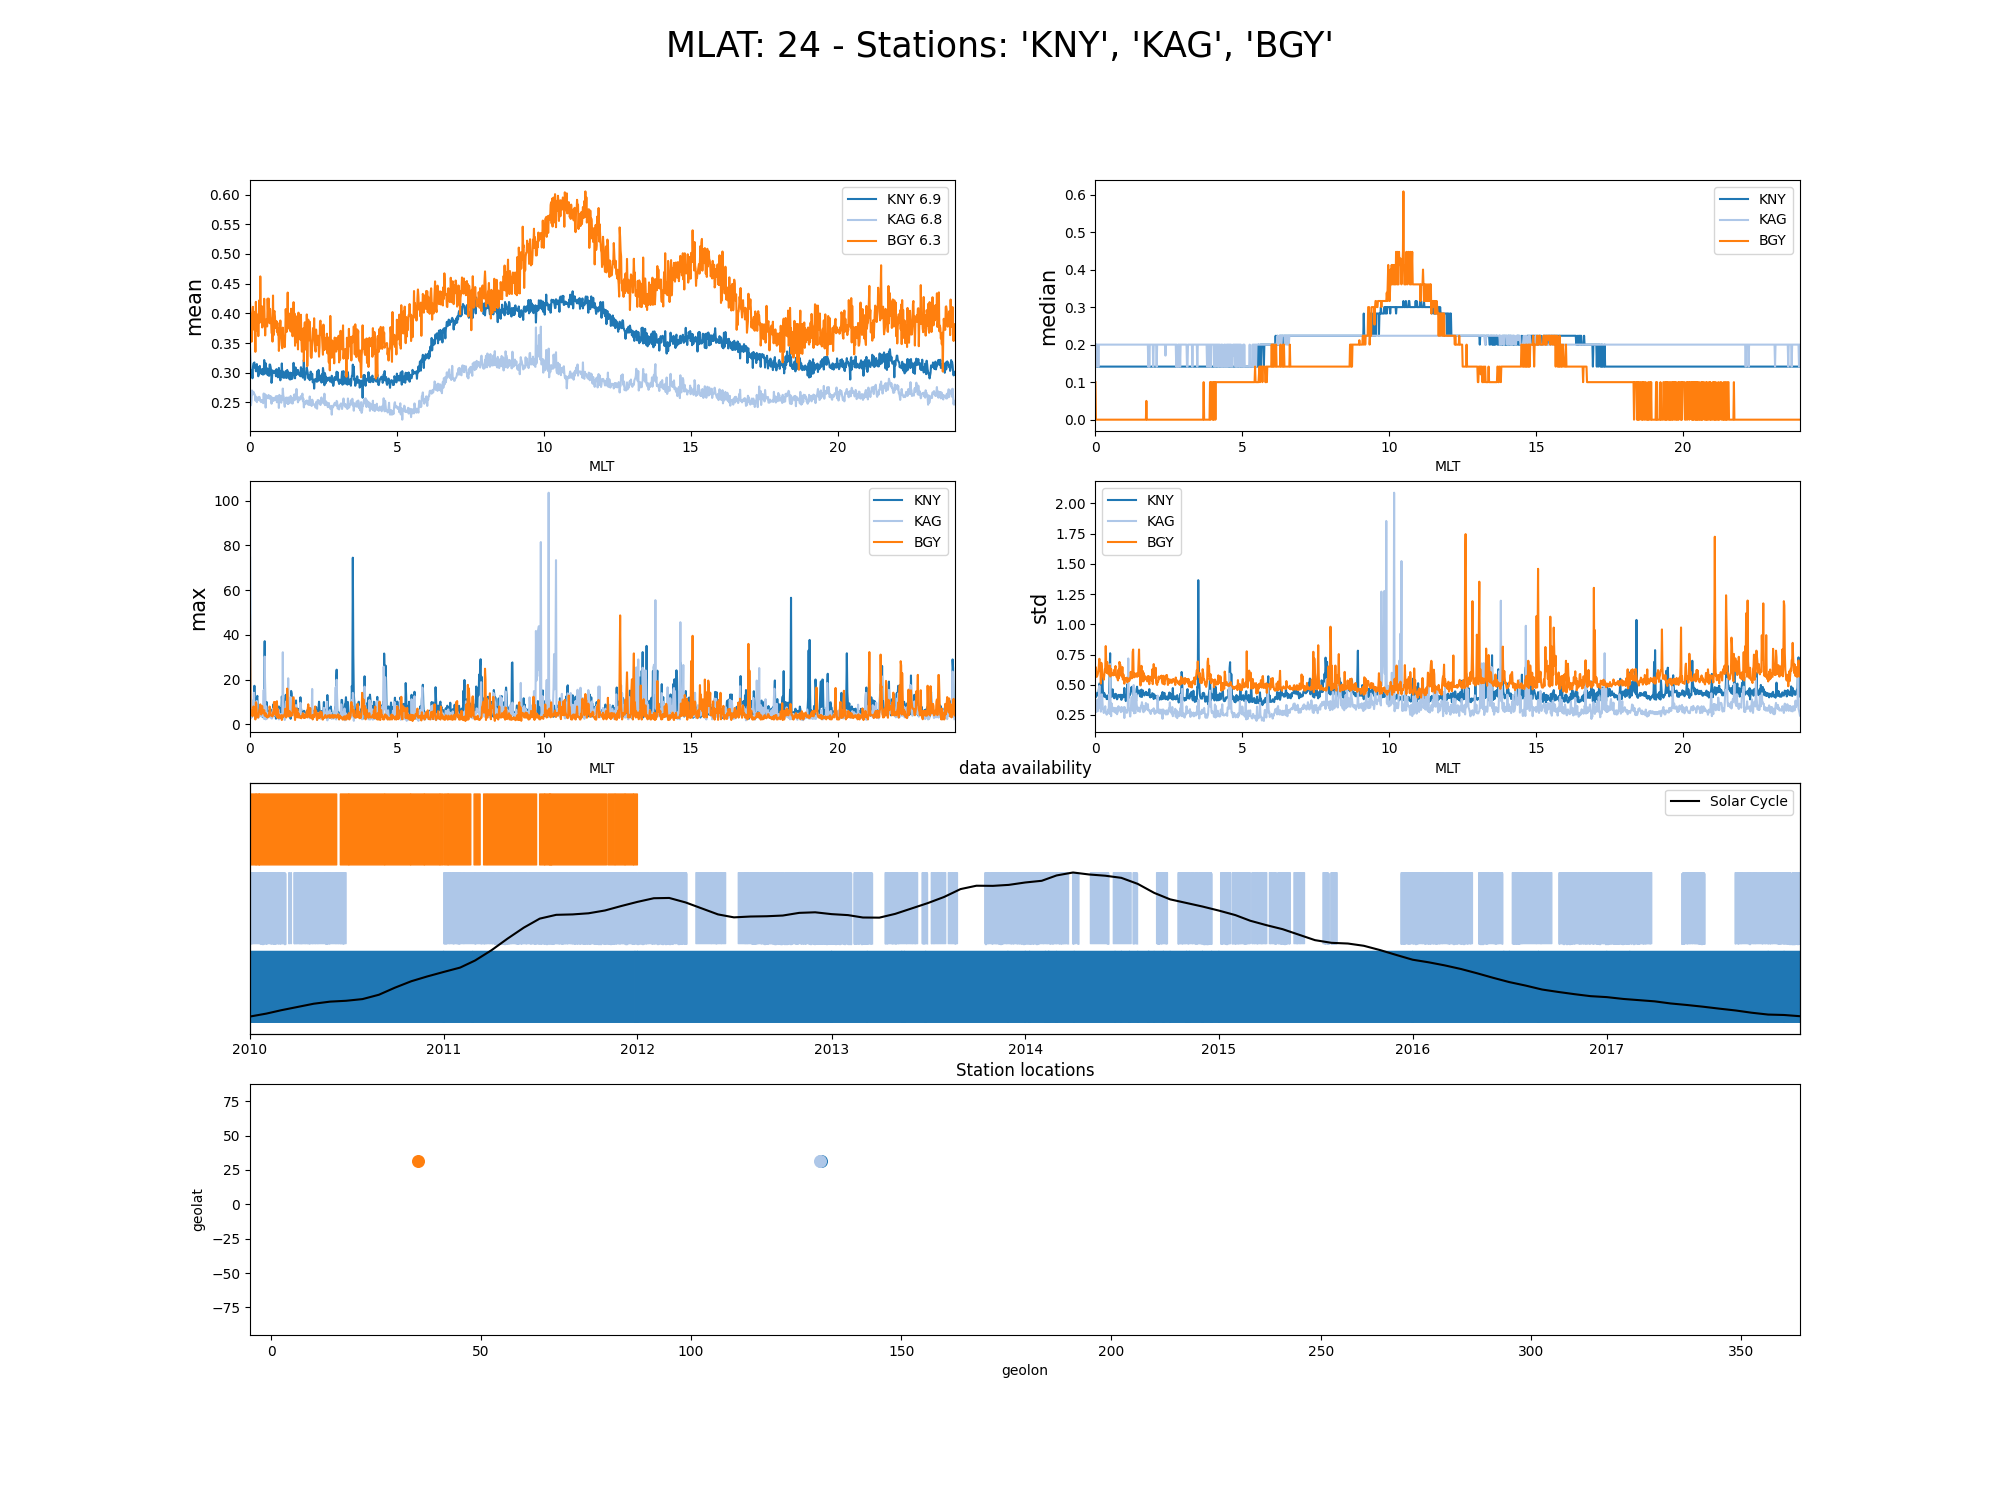 MLAT: 24 - Stations: 'KNY', 'KAG', 'BGY'
mean
0.60
0.55
0.50
0.45
0.40
0.35
0.30
0.25
0 5 10 15 20
MLT
KNY 6.9
KAG 6.8
BGY 6.3
median
0.6
0.5
0.4
0.3
0.2
0.1
0.0
0 5 10 15 20
MLT
KNY
KAG
BGY
max
100
80
60
40
20
0
0 5 10 15 20
MLT
KNY
KAG
BGY
std
2.00
1.75
1.50
1.25
1.00
0.75
0.50
0.25
0 5 10 15 20
MLT
KNY
KAG
BGY
data availability
Solar Cycle
2010 2011 2012 2013 2014 2015 2016 2017
Station locations
geolat
75
50
25
0
−25
−50
−75
0 50 100 150 200 250 300 350
geolon